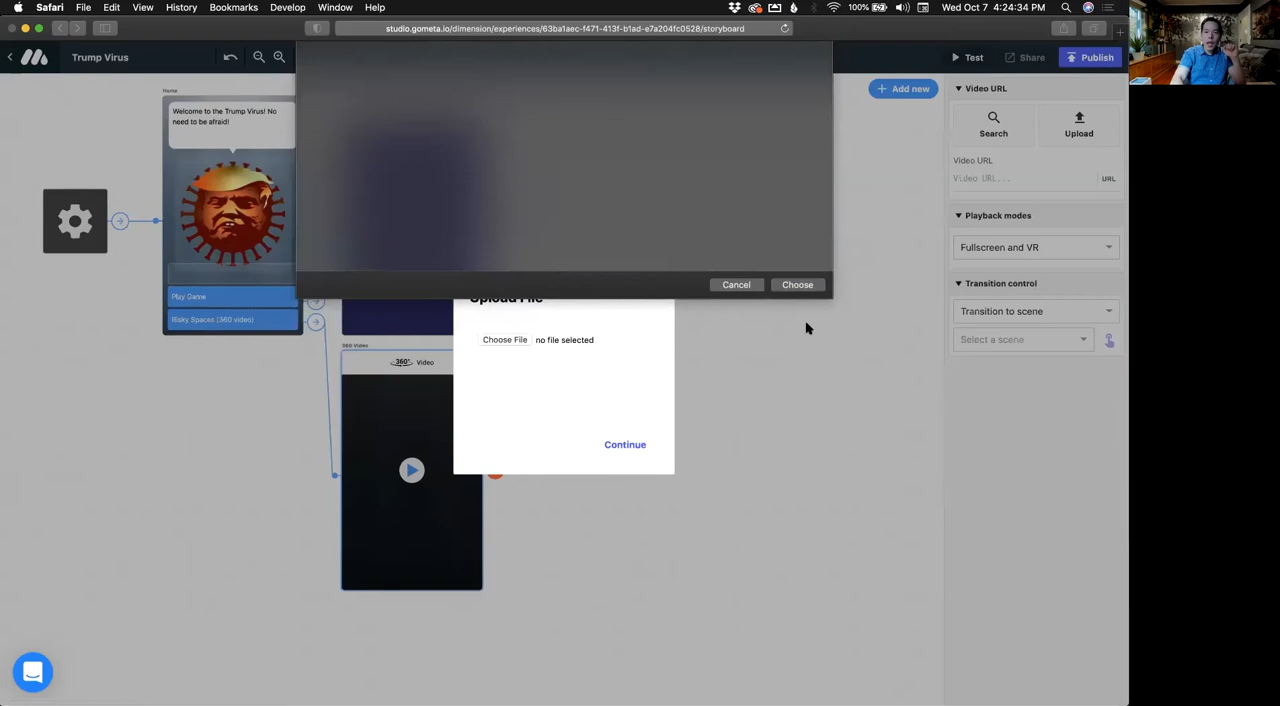 Safari File Edit View History Bookmarks Develop Window Help 100% Wed Oct 7 4:24:34 PM
studio.gometa.io/dimension/experiences/63ba1aec-f471-413f-b1ad-e7a204fc0528/storyboard
Trump Virus
Test Share Publish
Add new
Home
Welcome to the Trump Virus! No
need to be afraid!
Play Game
Risky Spaces (360 video)
360 Video
360° Video
Cancel Choose
Upload File
Choose File no file selected
Continue
Video URL
Search Upload
Video URL
Video URL... URL
Playback modes
Fullscreen and VR
Transition control
Transition to scene
Select a scene